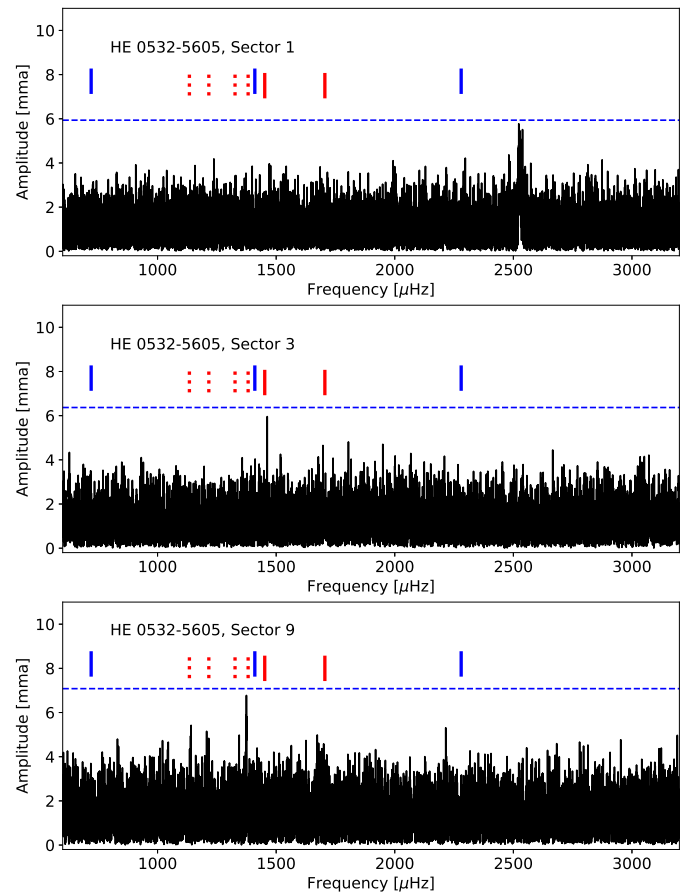 10
8
6
4
2
0
Amplitude [mma]
HE 0532-5605, Sector 1
1000 1500 2000 2500 3000
Frequency [μHz]
10
8
6
4
2
0
Amplitude [mma]
HE 0532-5605, Sector 3
1000 1500 2000 2500 3000
Frequency [μHz]
10
8
6
4
2
0
Amplitude [mma]
HE 0532-5605, Sector 9
1000 1500 2000 2500 3000
Frequency [μHz]